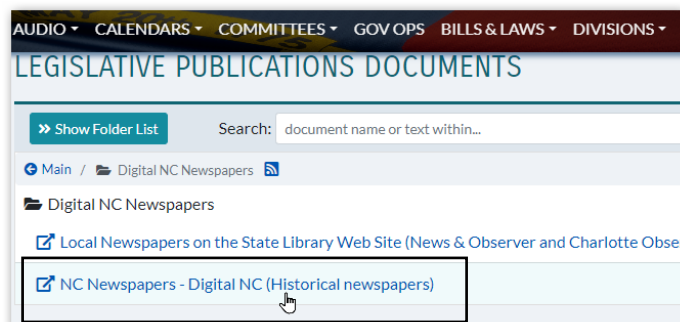 AUDIO CALENDARS COMMITTEES GOV OPS BILLS & LAWS DIVISIONS
LEGISLATIVE PUBLICATIONS DOCUMENTS
Show Folder List Search: document name or text within...
Main / Digital NC Newspapers
Digital NC Newspapers
Local Newspapers on the State Library Web Site (News & Observer and Charlotte Obse
NC Newspapers - Digital NC (Historical newspapers)